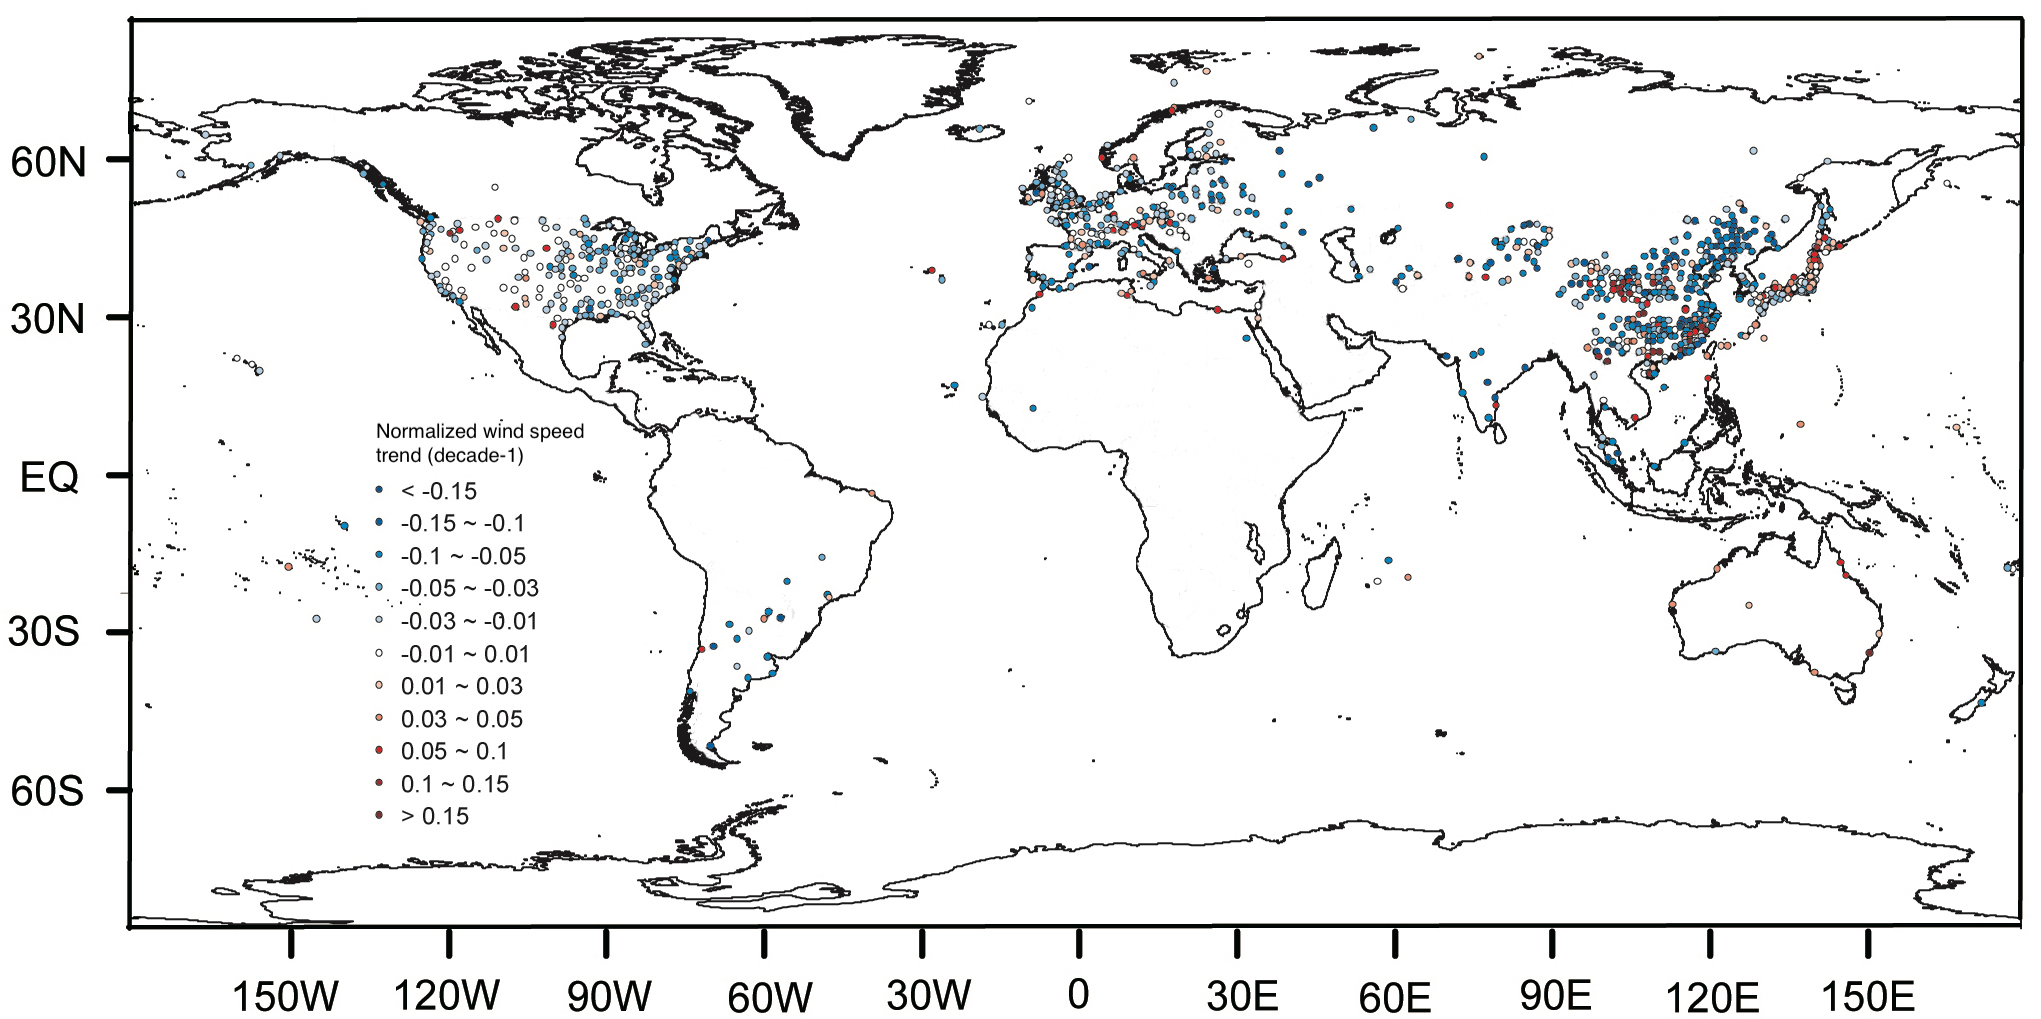 60N
30N
EQ
30S
60S
Normalized wind speed
trend (decade-1)
< -0.15
-0.15 ~ -0.1
-0.1 ~ -0.05
-0.05 ~ -0.03
-0.03 ~ -0.01
-0.01 ~ 0.01
0.01 ~ 0.03
0.03 ~ 0.05
0.05 ~ 0.1
0.1 ~ 0.15
> 0.15
150W 120W 90W 60W 30W 0 30E 60E 90E 120E 150E